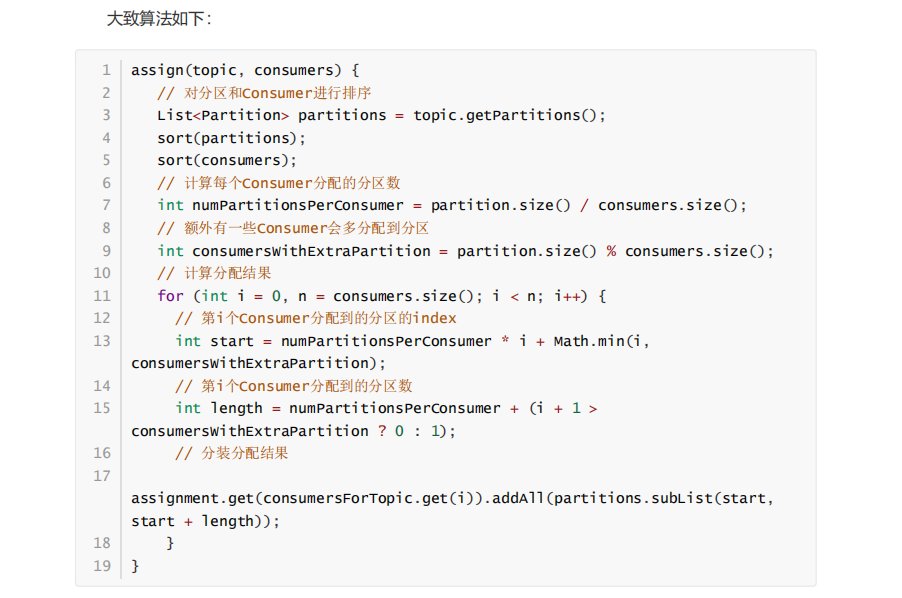 大致算法如下：
1 assign(topic, consumers) {
2 // 对分区和Consumer进行排序
3 List<Partition> partitions = topic.getPartitions();
4 sort(partitions);
5 sort(consumers);
6 // 计算每个Consumer分配的分区数
7 int numPartitionsPerConsumer = partition.size() / consumers.size();
8 // 额外有一些Consumer会多分配到分区
9 int consumersWithExtraPartition = partition.size() % consumers.size();
10 // 计算分配结果
11 for (int i = 0, n = consumers.size(); i < n; i++) {
12 // 第i个Consumer分配到的分区的index
13 int start = numPartitionsPerConsumer * i + Math.min(i,
consumersWithExtraPartition);
14 // 第i个Consumer分配到的分区数
15 int length = numPartitionsPerConsumer + (i + 1 >
consumersWithExtraPartition ? 0 : 1);
16 // 分装分配结果
17
assignment.get(consumersForTopic.get(i)).addAll(partitions.subList(start,
start + length));
18 }
19 }